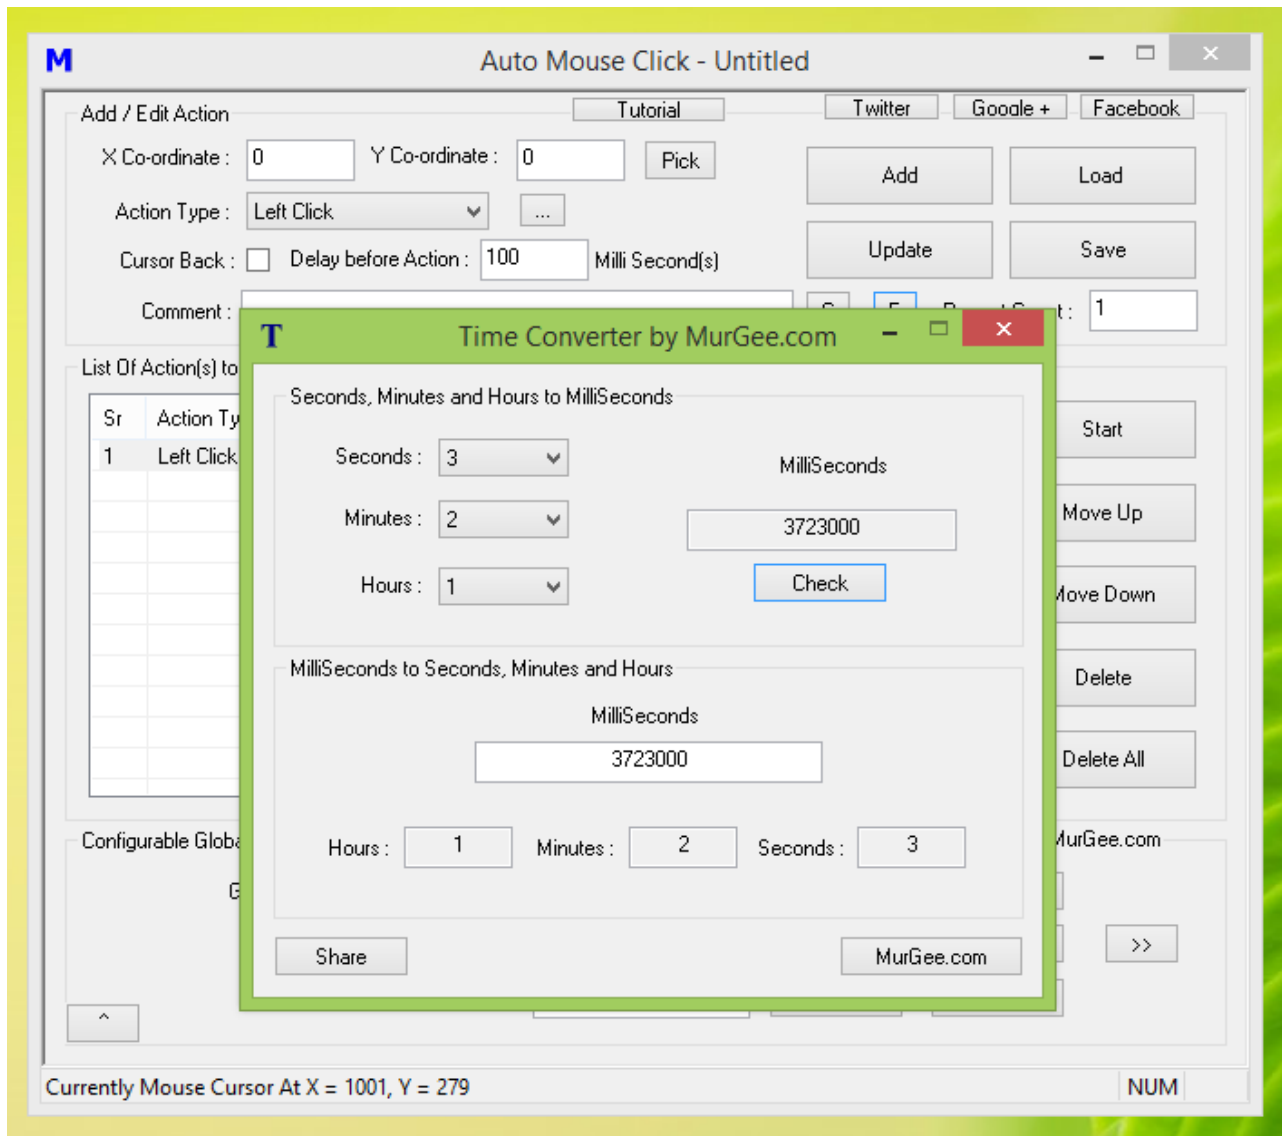 M Auto Mouse Click - Untitled
Add / Edit Action Tutorial Twitter Google + Facebook
X Co-ordinate : 0 Y Co-ordinate : 0 Pick Add Load
Action Type : Left Click ...
Cursor Back : Delay before Action : 100 Milli Second(s) Update Save
Comment : 1
T Time Converter by MurGee.com
List Of Action(s) to
Seconds, Minutes and Hours to MilliSeconds
Sr Action Ty Start
1 Left Click Seconds : 3 MilliSeconds
Minutes : 2 3723000 Move Up
Hours : 1 Check Move Down
MilliSeconds to Seconds, Minutes and Hours Delete
MilliSeconds
3723000 Delete All
Configurable Globa MurGee.com
Hours : 1 Minutes : 2 Seconds : 3
G
>>
Share MurGee.com
^
Currently Mouse Cursor At X = 1001, Y = 279 NUM